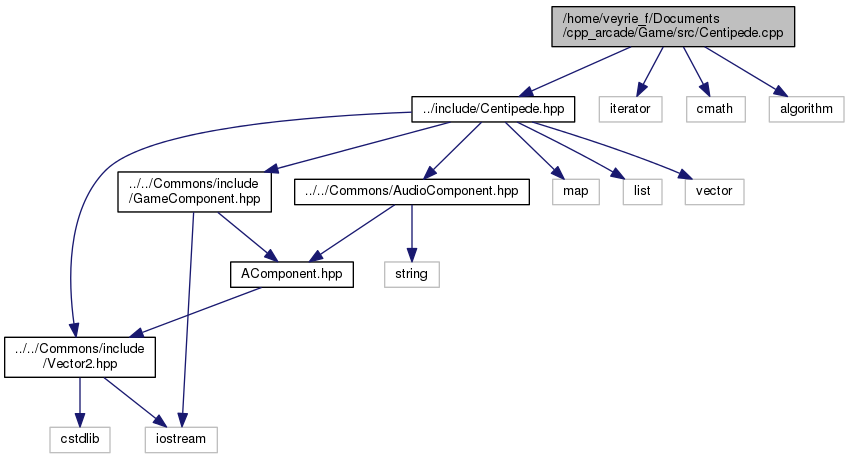 /home/veyrie_f/Documents
/cpp_arcade/Game/src/Centipede.cpp
../include/Centipede.hpp
iterator
cmath
algorithm
../../Commons/include
/GameComponent.hpp
../../Commons/AudioComponent.hpp
map
list
vector
AComponent.hpp
string
../../Commons/include
/Vector2.hpp
cstdlib
iostream